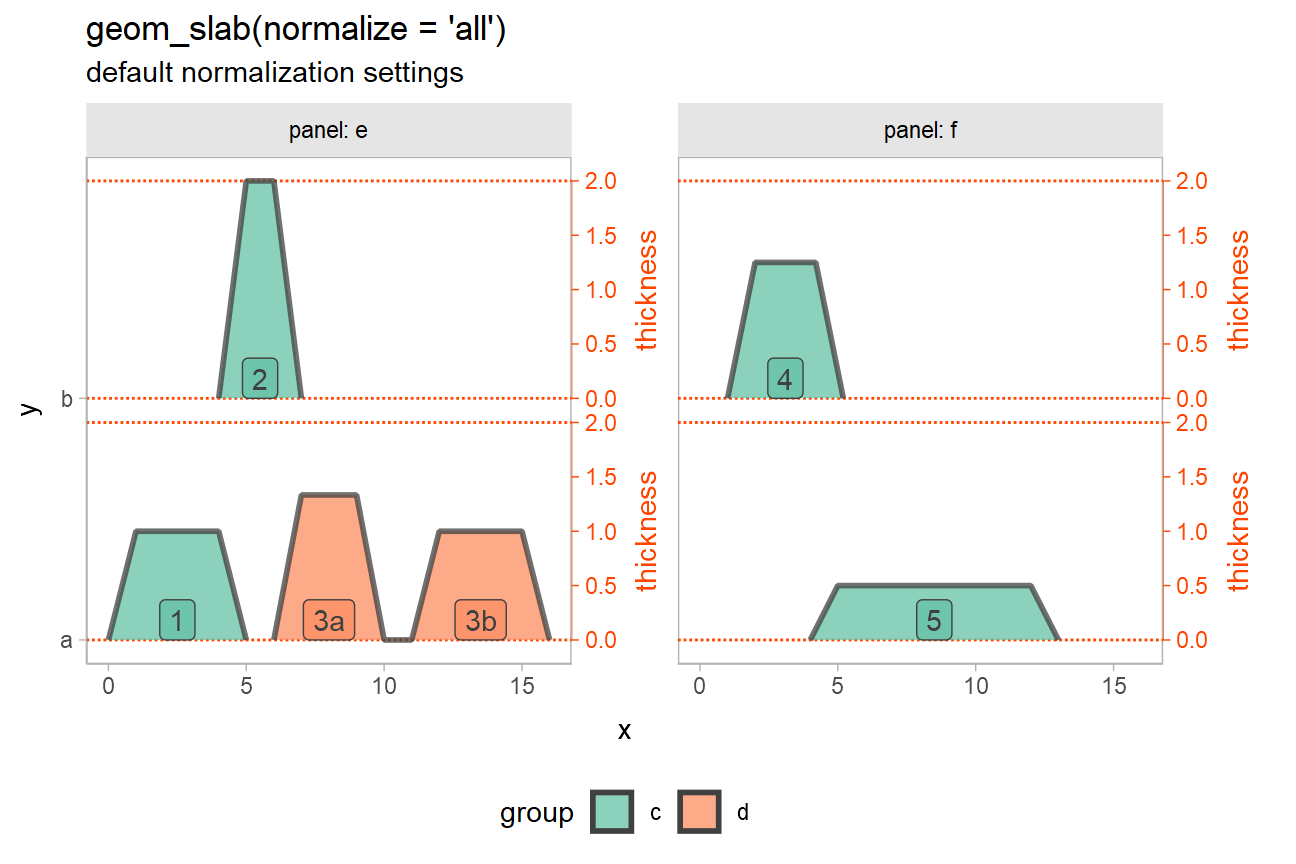 geom_slab(normalize = 'all')
default normalization settings
panel: e
panel: f
2.0
1.5
1.0
0.5
0.0
thickness
2.0
1.5
1.0
0.5
0.0
thickness
2
4
b
y
2.0
1.5
1.0
0.5
0.0
thickness
2.0
1.5
1.0
0.5
0.0
thickness
1
3a
3b
5
a
0 5 10 15
0 5 10 15
x
group c d